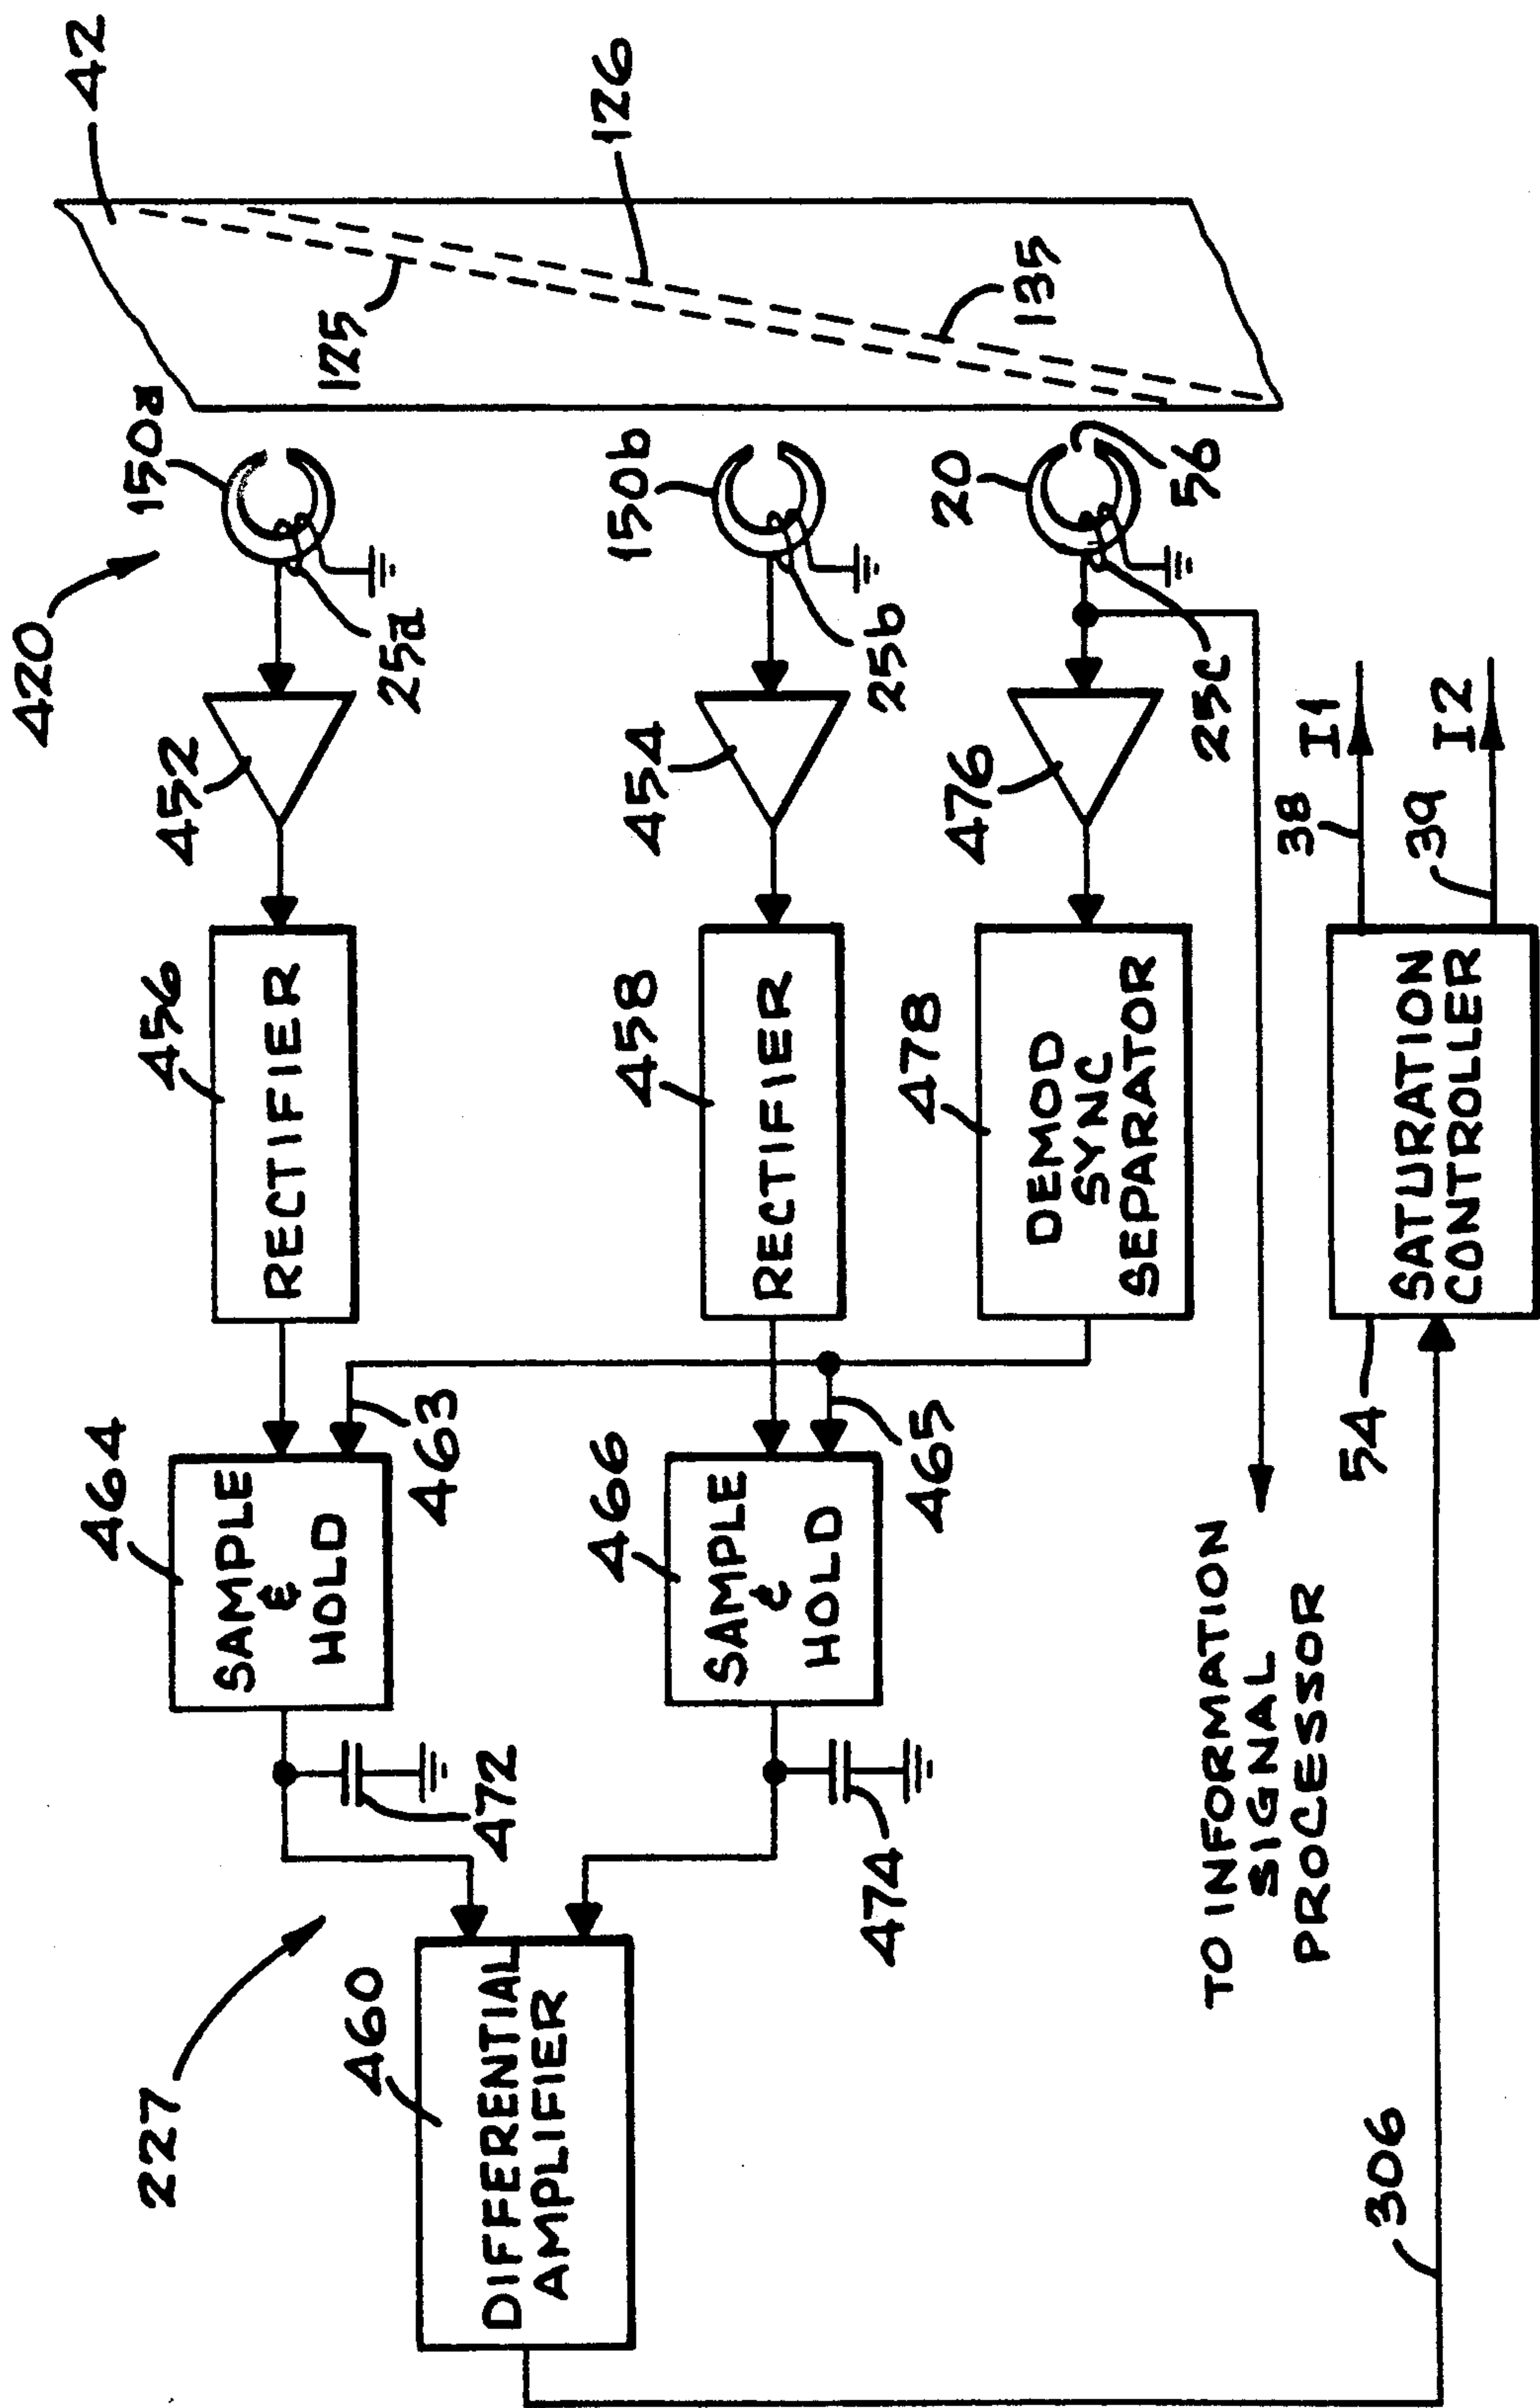 42
126
175
135
150a
420
25a
452
456
RECTIFIER
464
SAMPLE
&
HOLD
463
472
227
460
DIFFERENTIAL
AMPLIFIER
150b
25b
454
458
RECTIFIER
466
SAMPLE
&
HOLD
465
474
20
56
25c
476
478
DEMOD
SYNC
SEPARATOR
TO INFORMATION
SIGNAL
PROCESSOR
38
I1
39
I2
54
SATURATION
CONTROLLER
306